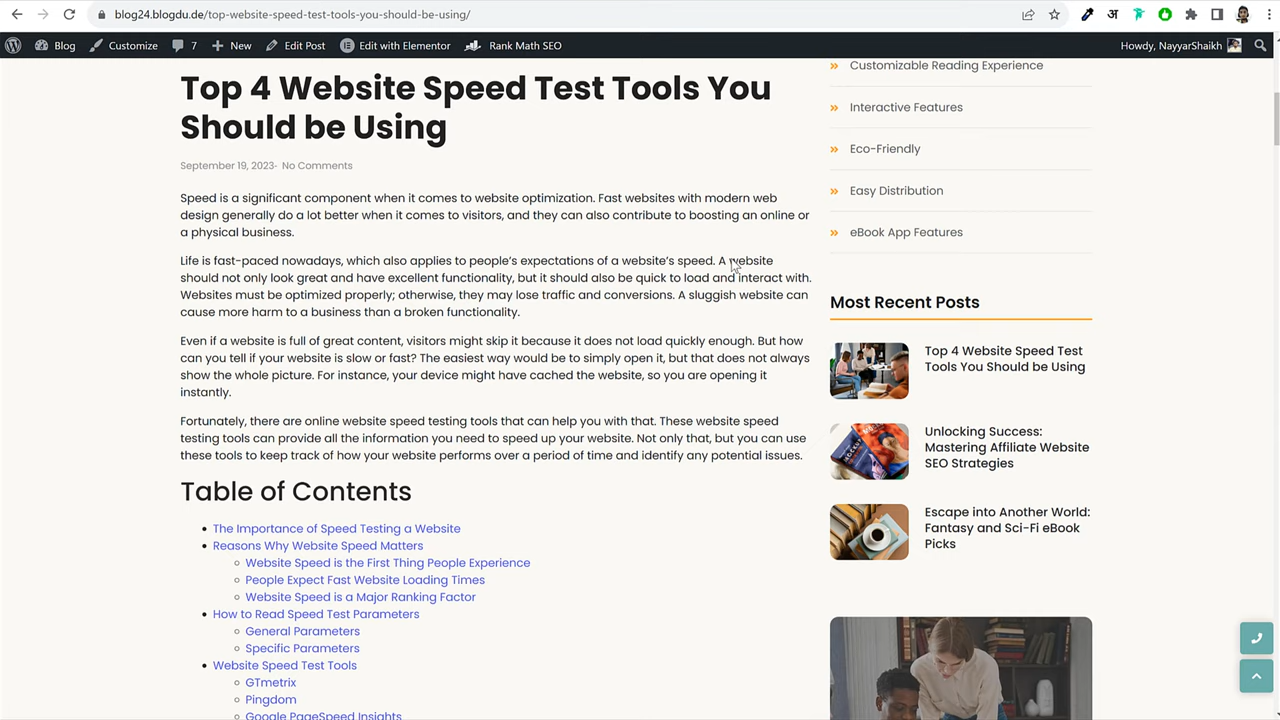 blog24.blogdu.de/top-website-speed-test-tools-you-should-be-using/
अ
Blog
Customize
7
New
Edit Post
Edit with Elementor
Rank Math SEO
Howdy, NayyarShaikh
Top 4 Website Speed Test Tools You
Should be Using
September 19, 2023- No Comments
Speed is a significant component when it comes to website optimization. Fast websites with modern web
design generally do a lot better when it comes to visitors, and they can also contribute to boosting an online or
a physical business.
Life is fast-paced nowadays, which also applies to people's expectations of a website's speed. A website
should not only look great and have excellent functionality, but it should also be quick to load and interact with.
Websites must be optimized properly; otherwise, they may lose traffic and conversions. A sluggish website can
cause more harm to a business than a broken functionality.
Even if a website is full of great content, visitors might skip it because it does not load quickly enough. But how
can you tell if your website is slow or fast? The easiest way would be to simply open it, but that does not always
show the whole picture. For instance, your device might have cached the website, so you are opening it
instantly.
Fortunately, there are online website speed testing tools that can help you with that. These website speed
testing tools can provide all the information you need to speed up your website. Not only that, but you can use
these tools to keep track of how your website performs over a period of time and identify any potential issues.
Table of Contents
The Importance of Speed Testing a Website
Reasons Why Website Speed Matters
Website Speed is the First Thing People Experience
People Expect Fast Website Loading Times
Website Speed is a Major Ranking Factor
How to Read Speed Test Parameters
General Parameters
Specific Parameters
Website Speed Test Tools
GTmetrix
Pingdom
Google PageSpeed Insights
Customizable Reading Experience
Interactive Features
Eco-Friendly
Easy Distribution
eBook App Features
Most Recent Posts
Top 4 Website Speed Test
Tools You Should be Using
Unlocking Success:
Mastering Affiliate Website
SEO Strategies
Escape into Another World:
Fantasy and Sci-Fi eBook
Picks